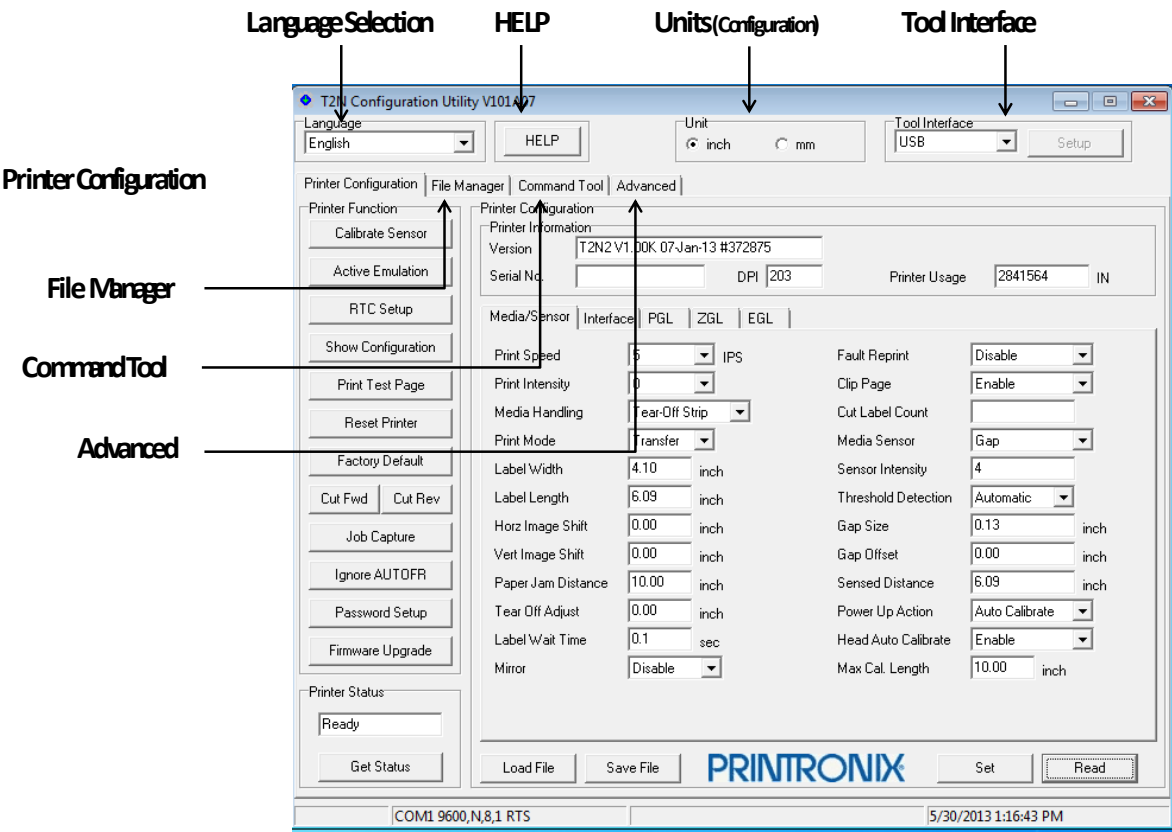 Language Selection HELP Units (Configuration) Tool Interface
T2N Configuration Utility V101A07
Language Unit Tool Interface
English HELP inch mm USB Setup
Printer Configuration
Printer Configuration File Manager Command Tool Advanced
Printer Function Printer Configuration
Printer Information
Calibrate Sensor Version T2N2 V1.00K 07-Jan-13 #372875
Active Emulation Serial No. DPI 203 Printer Usage 2841564 IN
File Manager
RTC Setup Media/Sensor Interface PGL ZGL EGL
Show Configuration Print Speed 5 IPS Fault Reprint Disable
Command Tool
Print Test Page Print Intensity 0 Clip Page Enable
Media Handling Tear-Off Strip Cut Label Count
Reset Printer
Print Mode Transfer Media Sensor Gap
Advanced
Factory Default Label Width 4.10 inch Sensor Intensity 4
Cut Fwd Cut Rev Label Length 6.09 inch Threshold Detection Automatic
Horz Image Shift 0.00 inch Gap Size 0.13 inch
Job Capture
Vert Image Shift 0.00 inch Gap Offset 0.00 inch
Ignore AUTOFR Paper Jam Distance 10.00 inch Sensed Distance 6.09 inch
Password Setup Tear Off Adjust 0.00 inch Power Up Action Auto Calibrate
Label Wait Time 0.1 sec Head Auto Calibrate Enable
Firmware Upgrade
Mirror Disable Max Cal. Length 10.00 inch
Printer Status
Ready
Get Status Load File Save File PRINTRONIX Set Read
COM1 9600,N,8,1 RTS 5/30/2013 1:16:43 PM